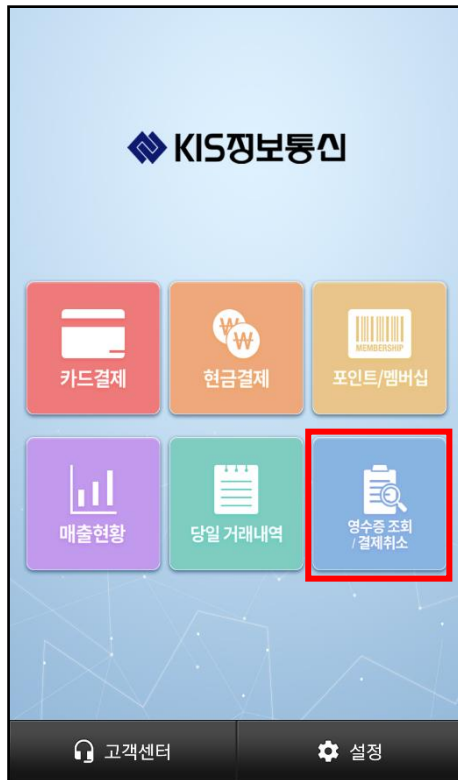 KIS정보통신
카드결제
현금결제
MEMBERSHIP
포인트/멤버십
매출현황
당일 거래내역
영수증 조회
/ 결제취소
고객센터
설정